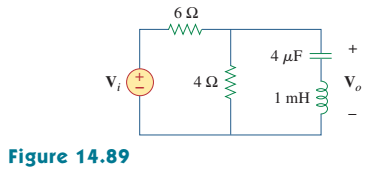 6 Ω
4 μF
+
V_i
+
−
4 Ω
V_o
1 mH
−
Figure 14.89